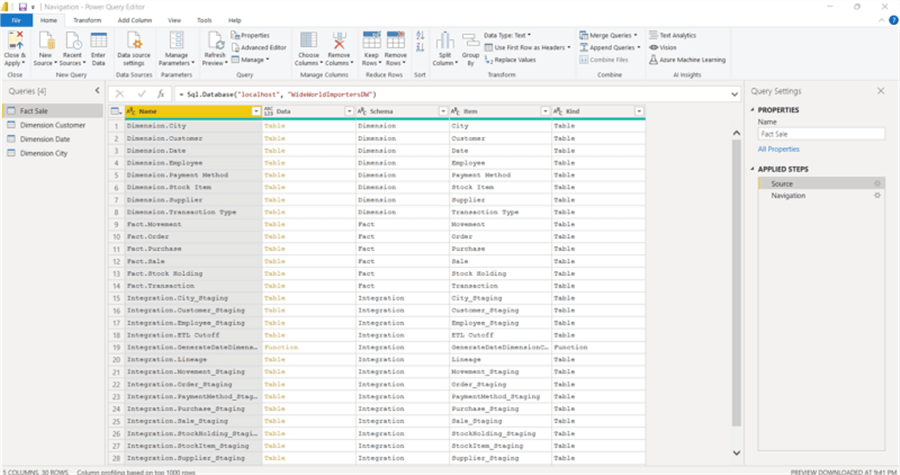 Navigation - Power Query Editor
File Home Transform Add Column View Tools Help
Close & Apply
New Source
Recent Sources
Enter Data
Data source settings
Manage Parameters
Refresh Preview
Properties
Advanced Editor
Manage
Choose Columns
Remove Columns
Keep Rows
Remove Rows
Split Column
Group By
Data Type: Text
Use First Row as Headers
Replace Values
Merge Queries
Append Queries
Combine Files
Text Analytics
Vision
Azure Machine Learning
Close New Query Data Sources Parameters Query Manage Columns Reduce Rows Sort Transform Combine AI Insights
Queries [4]
Fact Sale
Dimension Customer
Dimension Date
Dimension City
= Sql.Database("localhost", "WideWorldImportersDW")
Name Data Schema Item Kind
1 Dimension.City Table Dimension City Table
2 Dimension.Customer Table Dimension Customer Table
3 Dimension.Date Table Dimension Date Table
4 Dimension.Employee Table Dimension Employee Table
5 Dimension.Payment Method Table Dimension Payment Method Table
6 Dimension.Stock Item Table Dimension Stock Item Table
7 Dimension.Supplier Table Dimension Supplier Table
8 Dimension.Transaction Type Table Dimension Transaction Type Table
9 Fact.Movement Table Fact Movement Table
10 Fact.Order Table Fact Order Table
11 Fact.Purchase Table Fact Purchase Table
12 Fact.Sale Table Fact Sale Table
13 Fact.Stock Holding Table Fact Stock Holding Table
14 Fact.Transaction Table Fact Transaction Table
15 Integration.City_Staging Table Integration City_Staging Table
16 Integration.Customer_Staging Table Integration Customer_Staging Table
17 Integration.Employee_Staging Table Integration Employee_Staging Table
18 Integration.ETL Cutoff Table Integration ETL Cutoff Table
19 Integration.GenerateDateDimens... Function Integration GenerateDateDimensionC... Function
20 Integration.Lineage Table Integration Lineage Table
21 Integration.Movement_Staging Table Integration Movement_Staging Table
22 Integration.Order_Staging Table Integration Order_Staging Table
23 Integration.PaymentMethod_Stag... Table Integration PaymentMethod_Staging Table
24 Integration.Purchase_Staging Table Integration Purchase_Staging Table
25 Integration.Sale_Staging Table Integration Sale_Staging Table
26 Integration.StockHolding_Stagi... Table Integration StockHolding_Staging Table
27 Integration.StockItem_Staging Table Integration StockItem_Staging Table
28 Integration.Supplier_Staging Table Integration Supplier_Staging Table
Query Settings
PROPERTIES
Name
Fact Sale
All Properties
APPLIED STEPS
Source
Navigation
5 COLUMNS, 30 ROWS Column profiling based on top 1000 rows
PREVIEW DOWNLOADED AT 9:41 PM